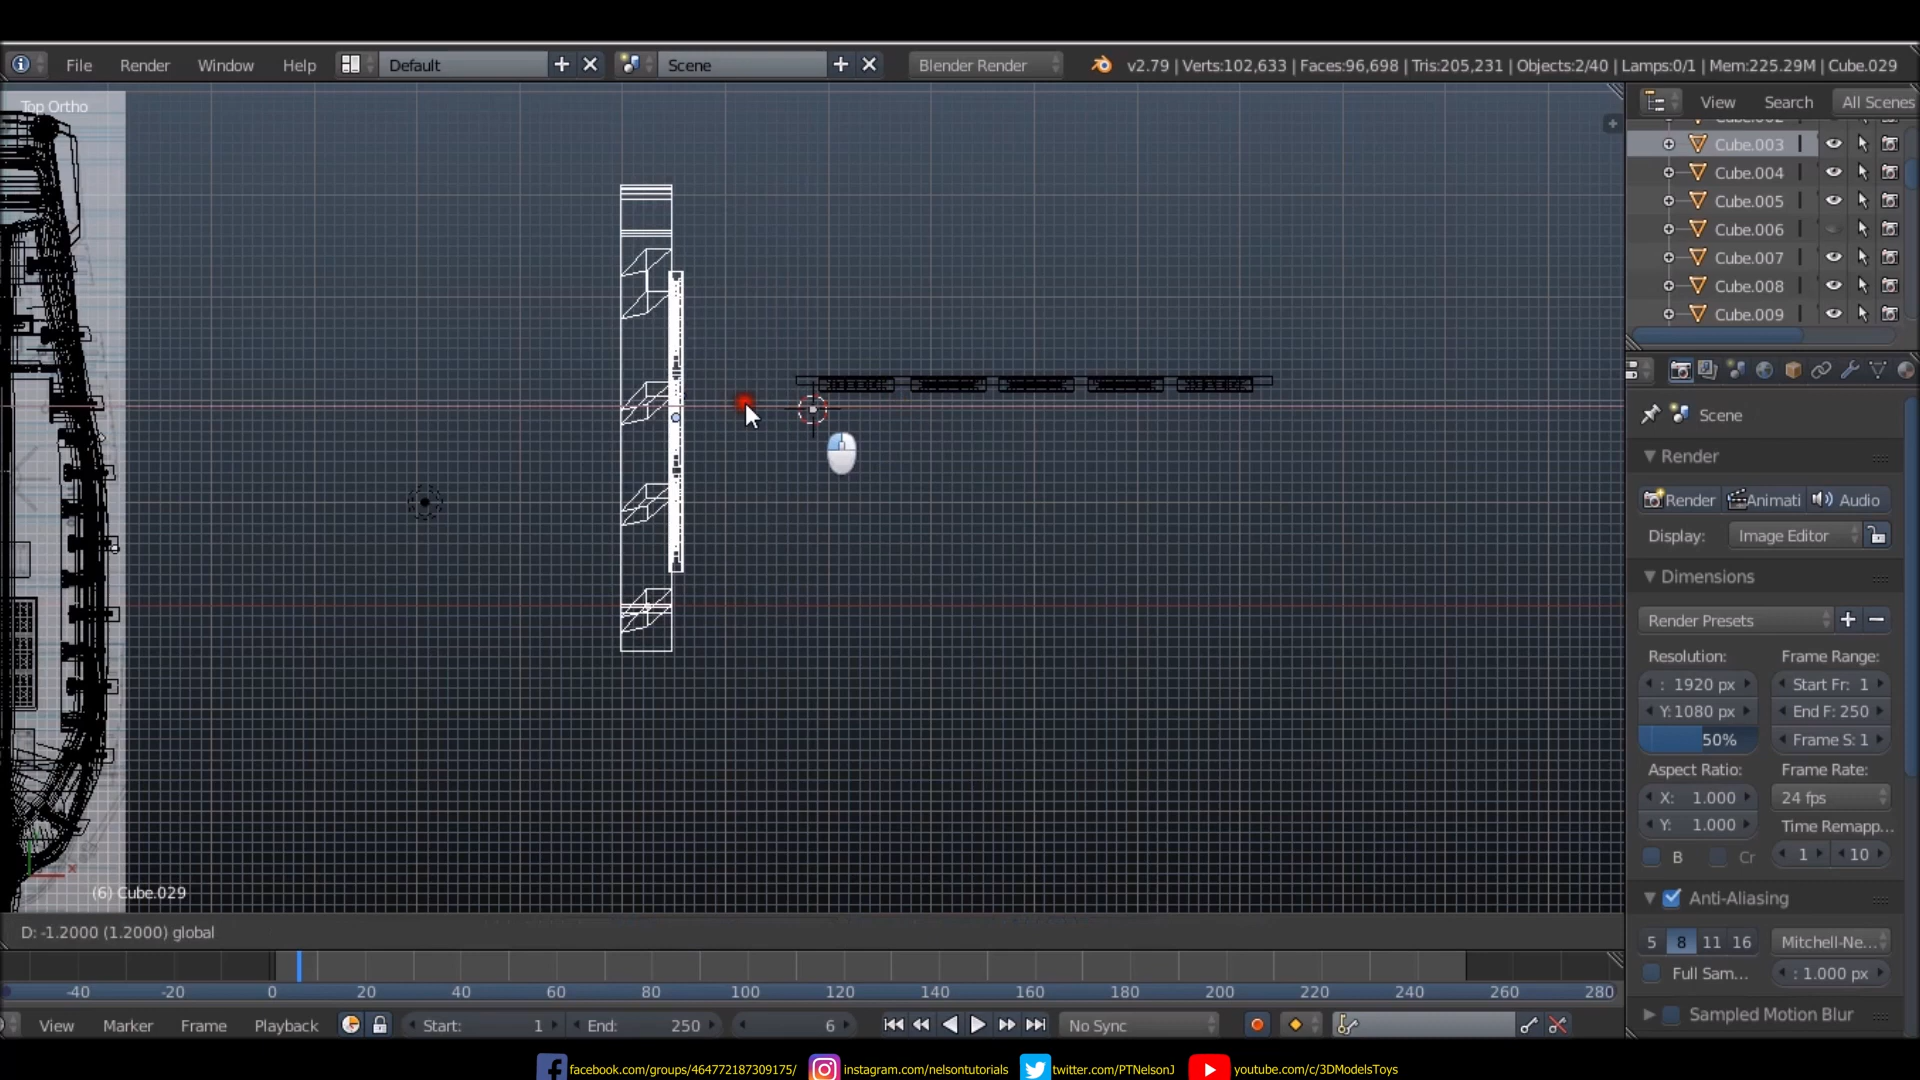 File Render Window Help Default Scene Blender Render v2.79 | Verts:102,633 | Faces:96,698 | Tris:205,231 | Objects:2/40 | Lamps:0/1 | Mem:225.29M | Cube.029
Top Ortho
View Search All Scenes
Cube.002
Cube.003
Cube.004
Cube.005
Cube.006
Cube.007
Cube.008
Cube.009
Scene
Render
Render Animati Audio
Display: Image Editor
Dimensions
Render Presets
Resolution: Frame Range:
: 1920 px Start Fr: 1
Y: 1080 px End F: 250
50% Frame S: 1
Aspect Ratio: Frame Rate:
X: 1.000 24 fps
Y: 1.000 Time Remapp...
B Cr 1 10
Anti-Aliasing
5 8 11 16 Mitchell-Ne...
Full Sam... : 1.000 px
Sampled Motion Blur
(6) Cube.029
D: -1.2000 (1.2000) global
-40 -20 0 20 40 60 80 100 120 140 160 180 200 220 240 260 280
View Marker Frame Playback Start: 1 End: 250 6 No Sync
facebook.com/groups/464772187309175/ instagram.com/nelsontutorials twitter.com/PTNelsonJ youtube.com/c/3DModelsToys